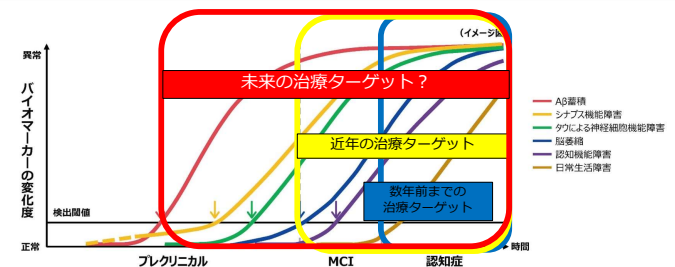 (イメージ図
異常
未来の治療ターゲット?
バイオマーカーの変化度
近年の治療ターゲット
数年前までの
治療ターゲット
検出閾値
正常
時間
プレクリニカル
MCI
認知症
Aβ蓄積
シナプス機能障害
タウによる神経細胞機能障害
脳萎縮
認知機能障害
日常生活障害